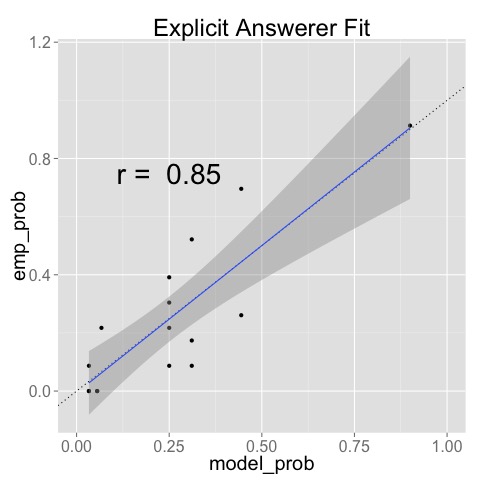 Explicit Answerer Fit
1.2
0.8
0.4
0.0
emp_prob
r = 0.85
0.00 0.25 0.50 0.75 1.00
model_prob